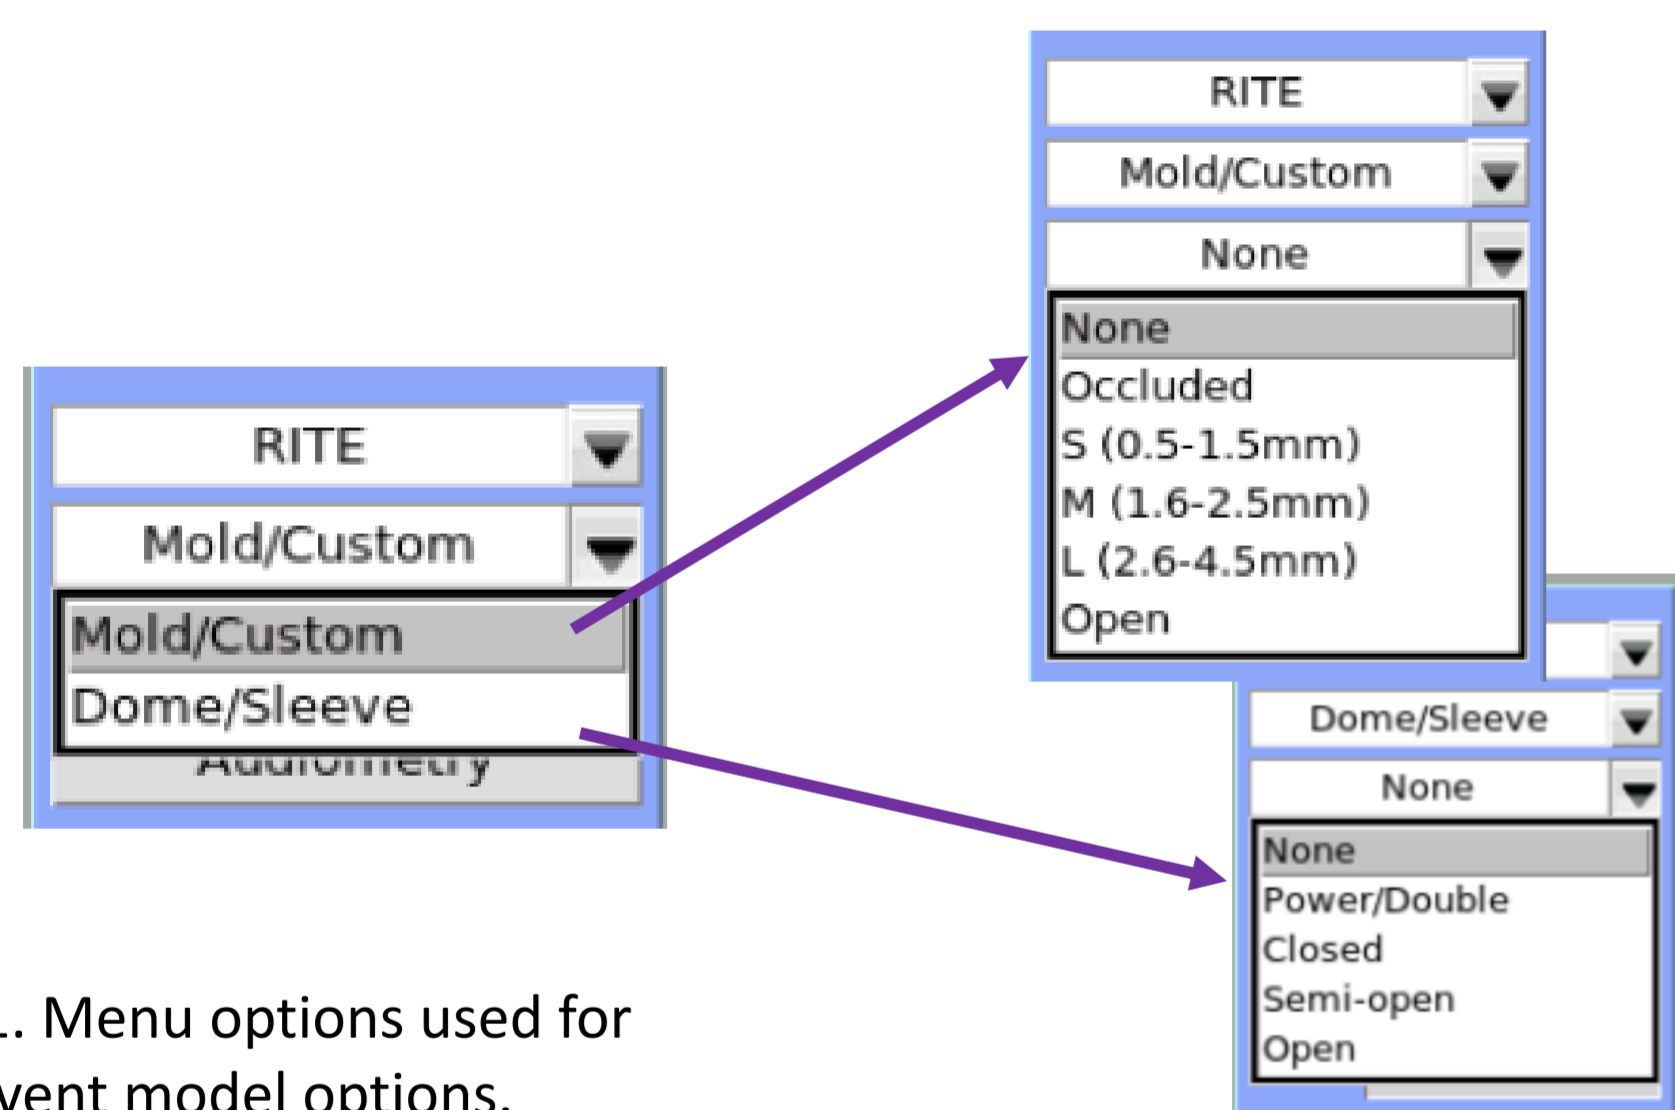 RITE
Mold/Custom
Mold/Custom
Dome/Sleeve
Audiometry
RITE
Mold/Custom
None
None
Occluded
S (0.5-1.5mm)
M (1.6-2.5mm)
L (2.6-4.5mm)
Open
Dome/Sleeve
None
None
Power/Double
Closed
Semi-open
Open
1. Menu options used for
vent model options.